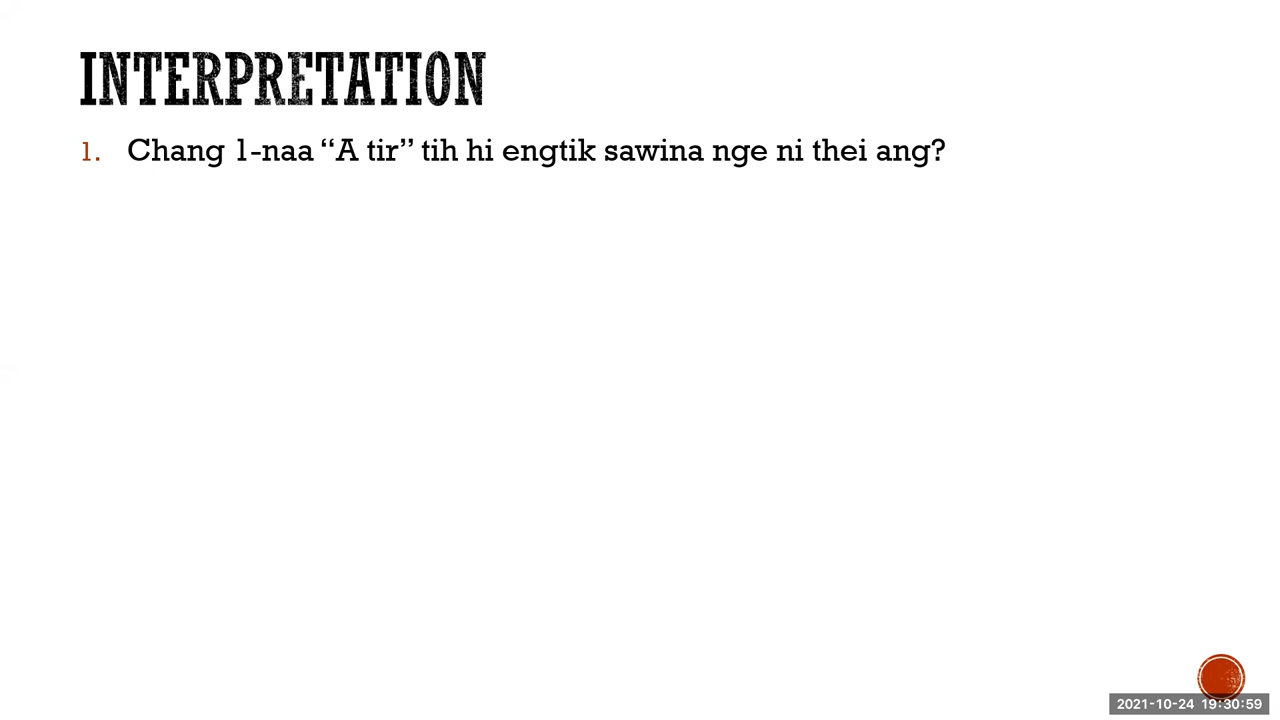 INTERPRETATION
1. Chang 1-naa “A tir” tih hi engtik sawina nge ni thei ang?
2021-10-24 19:30:59